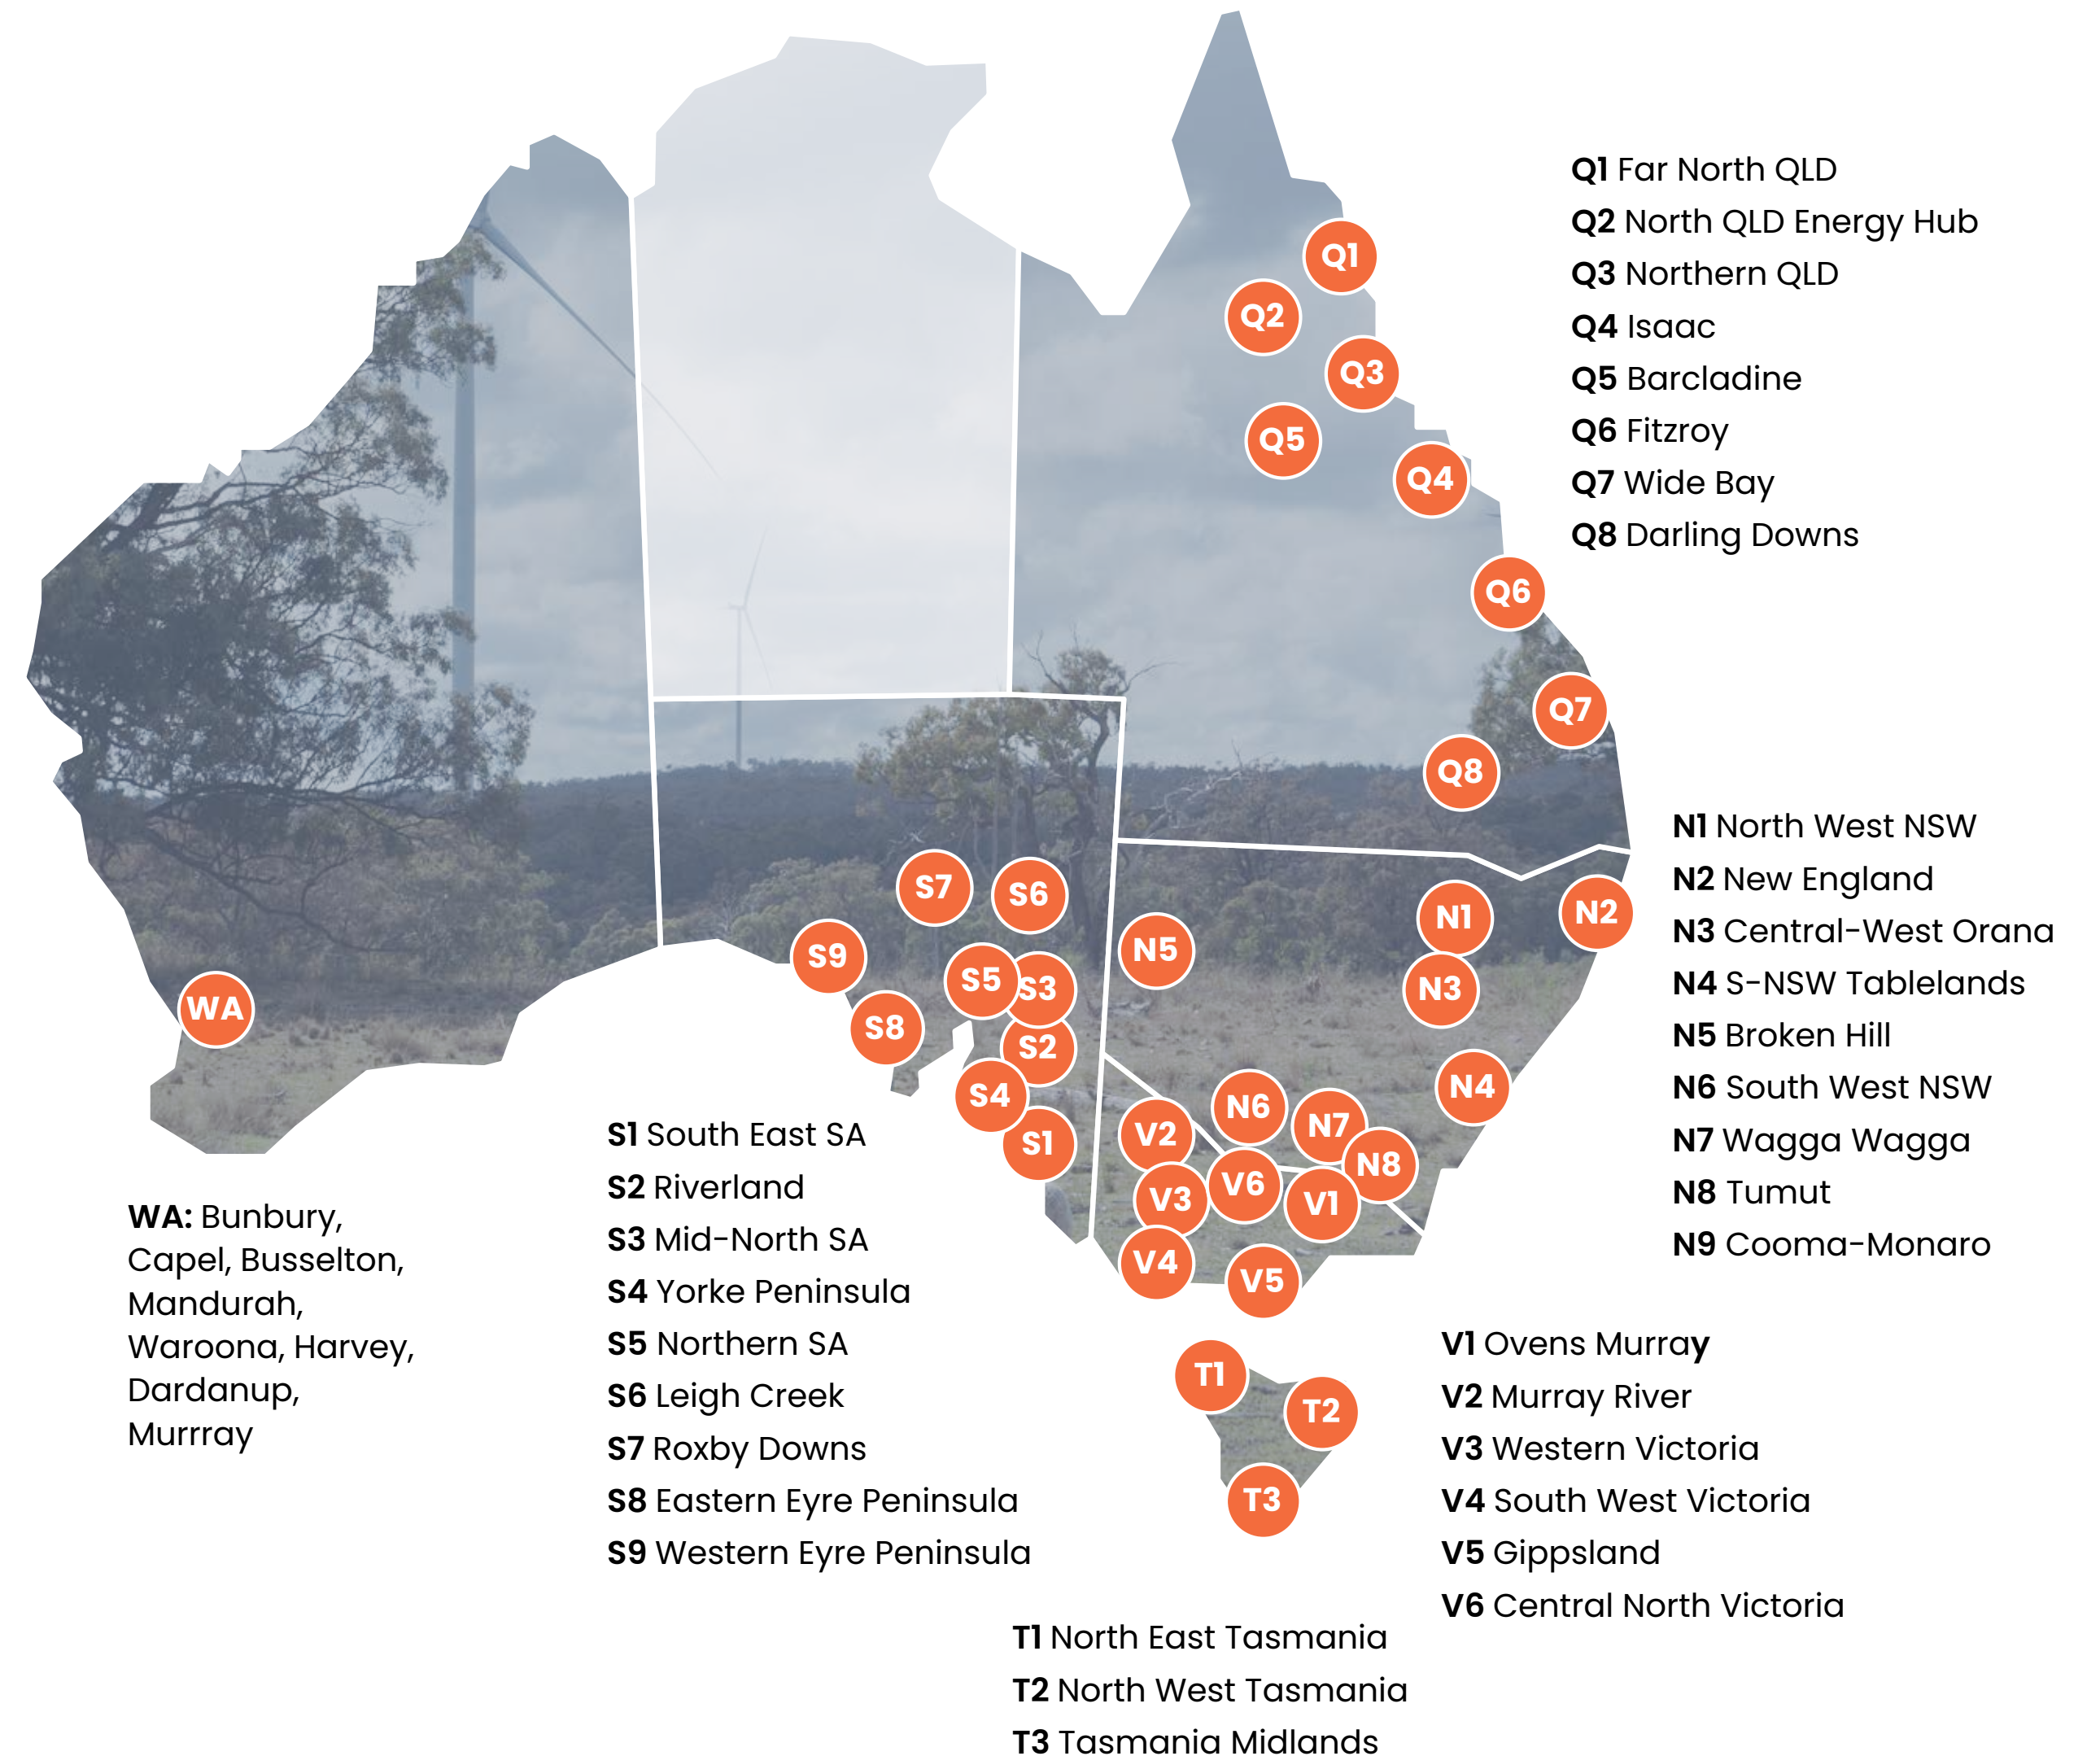 Q1
Q2
Q3
Q5
Q4
Q6
Q7
Q8
S7
S6
N1
N2
N5
S9
S5
S3
N3
WA
S8
S2
N4
S4
N6
N7
S1
V2
N8
V6
V3
V1
V4
V5
T1
T2
T3
Q1 Far North QLD
Q2 North QLD Energy Hub
Q3 Northern QLD
Q4 Isaac
Q5 Barcladine
Q6 Fitzroy
Q7 Wide Bay
Q8 Darling Downs
N1 North West NSW
N2 New England
N3 Central-West Orana
N4 S-NSW Tablelands
N5 Broken Hill
N6 South West NSW
N7 Wagga Wagga
N8 Tumut
N9 Cooma-Monaro
WA: Bunbury,
Capel, Busselton,
Mandurah,
Waroona, Harvey,
Dardanup,
Murrray
S1 South East SA
S2 Riverland
S3 Mid-North SA
S4 Yorke Peninsula
S5 Northern SA
S6 Leigh Creek
S7 Roxby Downs
S8 Eastern Eyre Peninsula
S9 Western Eyre Peninsula
V1 Ovens Murray
V2 Murray River
V3 Western Victoria
V4 South West Victoria
V5 Gippsland
V6 Central North Victoria
T1 North East Tasmania
T2 North West Tasmania
T3 Tasmania Midlands